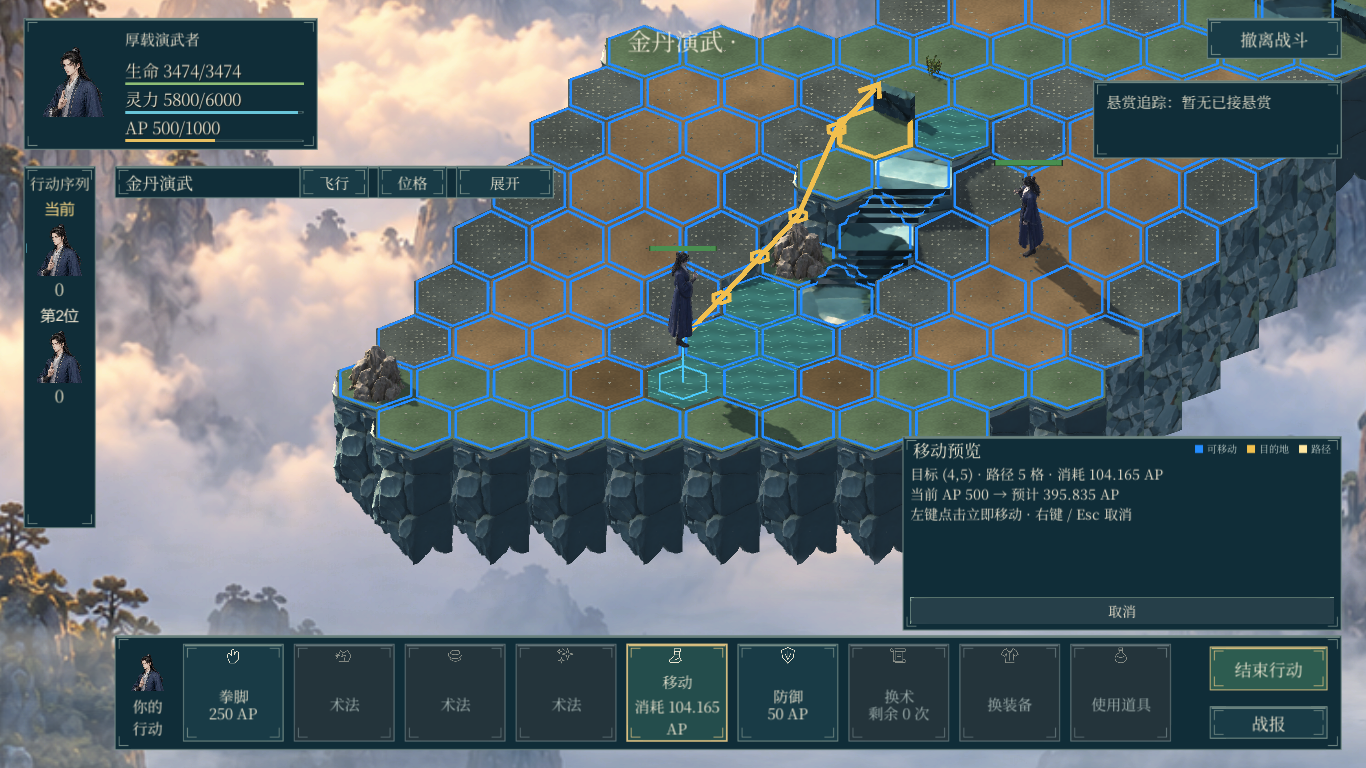 厚载演武者
生命 3474/3474
灵力 5800/6000
AP 500/1000
金丹演武 ·
撤离战斗
悬赏追踪：暂无已接悬赏
行动序列
当前
0
第2位
0
金丹演武
飞行
位格
展开
移动预览
可移动
目的地
路径
目标 (4,5) · 路径 5 格 · 消耗 104.165 AP
当前 AP 500 → 预计 395.835 AP
左键点击立即移动 · 右键 / Esc 取消
取消
你的
行动
拳脚
250 AP
术法
术法
术法
移动
消耗 104.165
AP
防御
50 AP
换术
剩余 0 次
换装备
使用道具
结束行动
战报